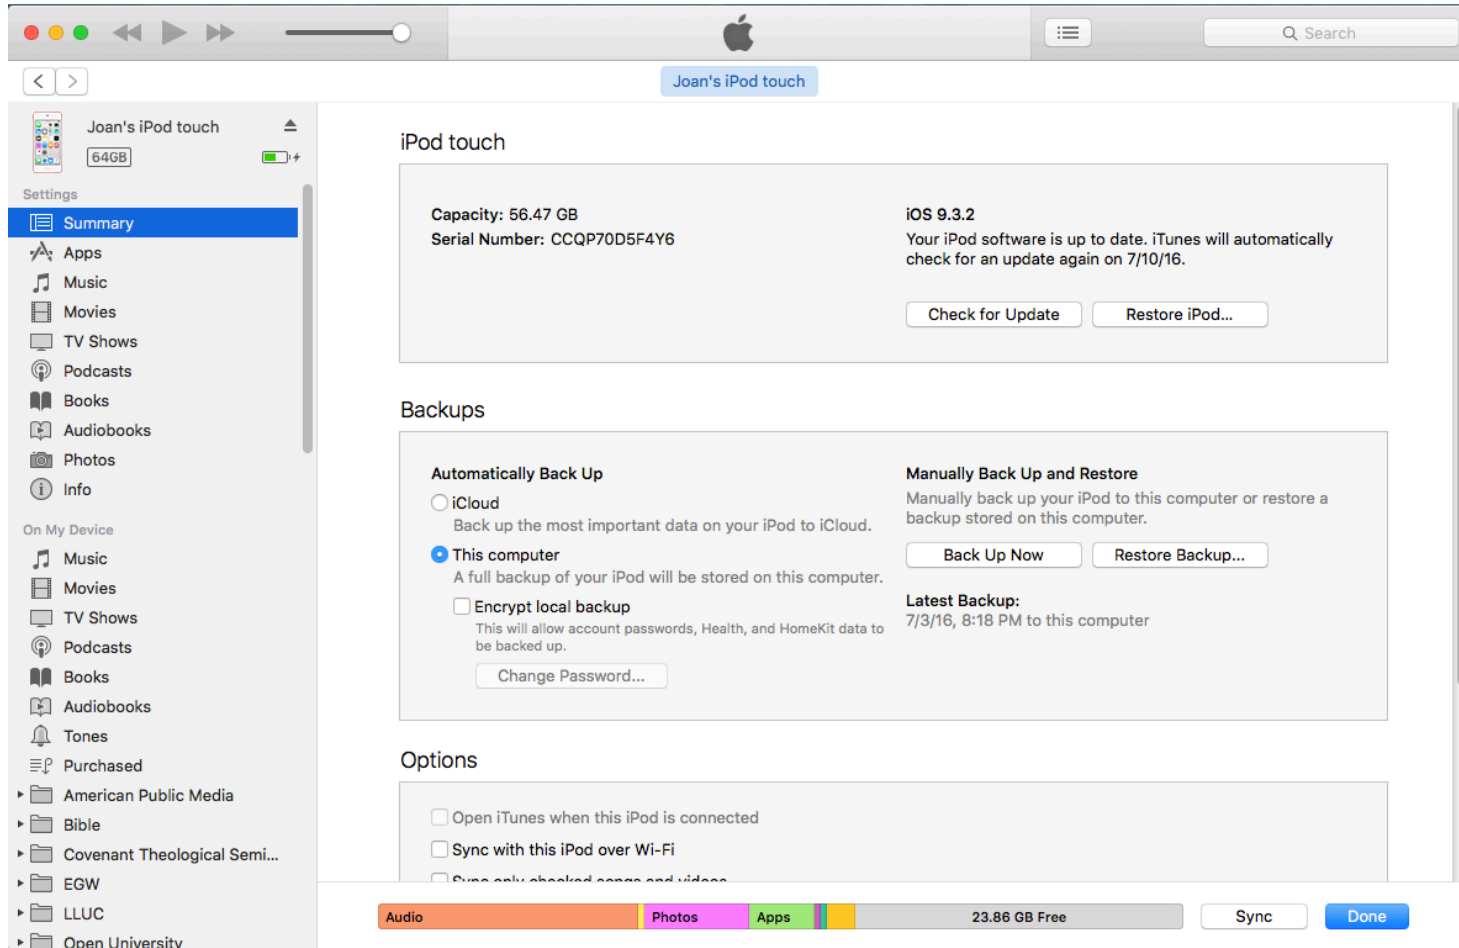 Search
Joan's iPod touch
Joan's iPod touch
64GB
Settings
Summary
Apps
Music
Movies
TV Shows
Podcasts
Books
Audiobooks
Photos
Info
On My Device
Music
Movies
TV Shows
Podcasts
Books
Audiobooks
Tones
Purchased
American Public Media
Bible
Covenant Theological Semi...
EGW
LLUC
Open University
iPod touch
Capacity: 56.47 GB
Serial Number: CCQP70D5F4Y6
iOS 9.3.2
Your iPod software is up to date. iTunes will automatically
check for an update again on 7/10/16.
Check for Update
Restore iPod...
Backups
Automatically Back Up
iCloud
Back up the most important data on your iPod to iCloud.
This computer
A full backup of your iPod will be stored on this computer.
Encrypt local backup
This will allow account passwords, Health, and HomeKit data to
be backed up.
Change Password...
Manually Back Up and Restore
Manually back up your iPod to this computer or restore a
backup stored on this computer.
Back Up Now
Restore Backup...
Latest Backup:
7/3/16, 8:18 PM to this computer
Options
Open iTunes when this iPod is connected
Sync with this iPod over Wi-Fi
Sync only checked songs and videos
Audio
Photos
Apps
23.86 GB Free
Sync
Done